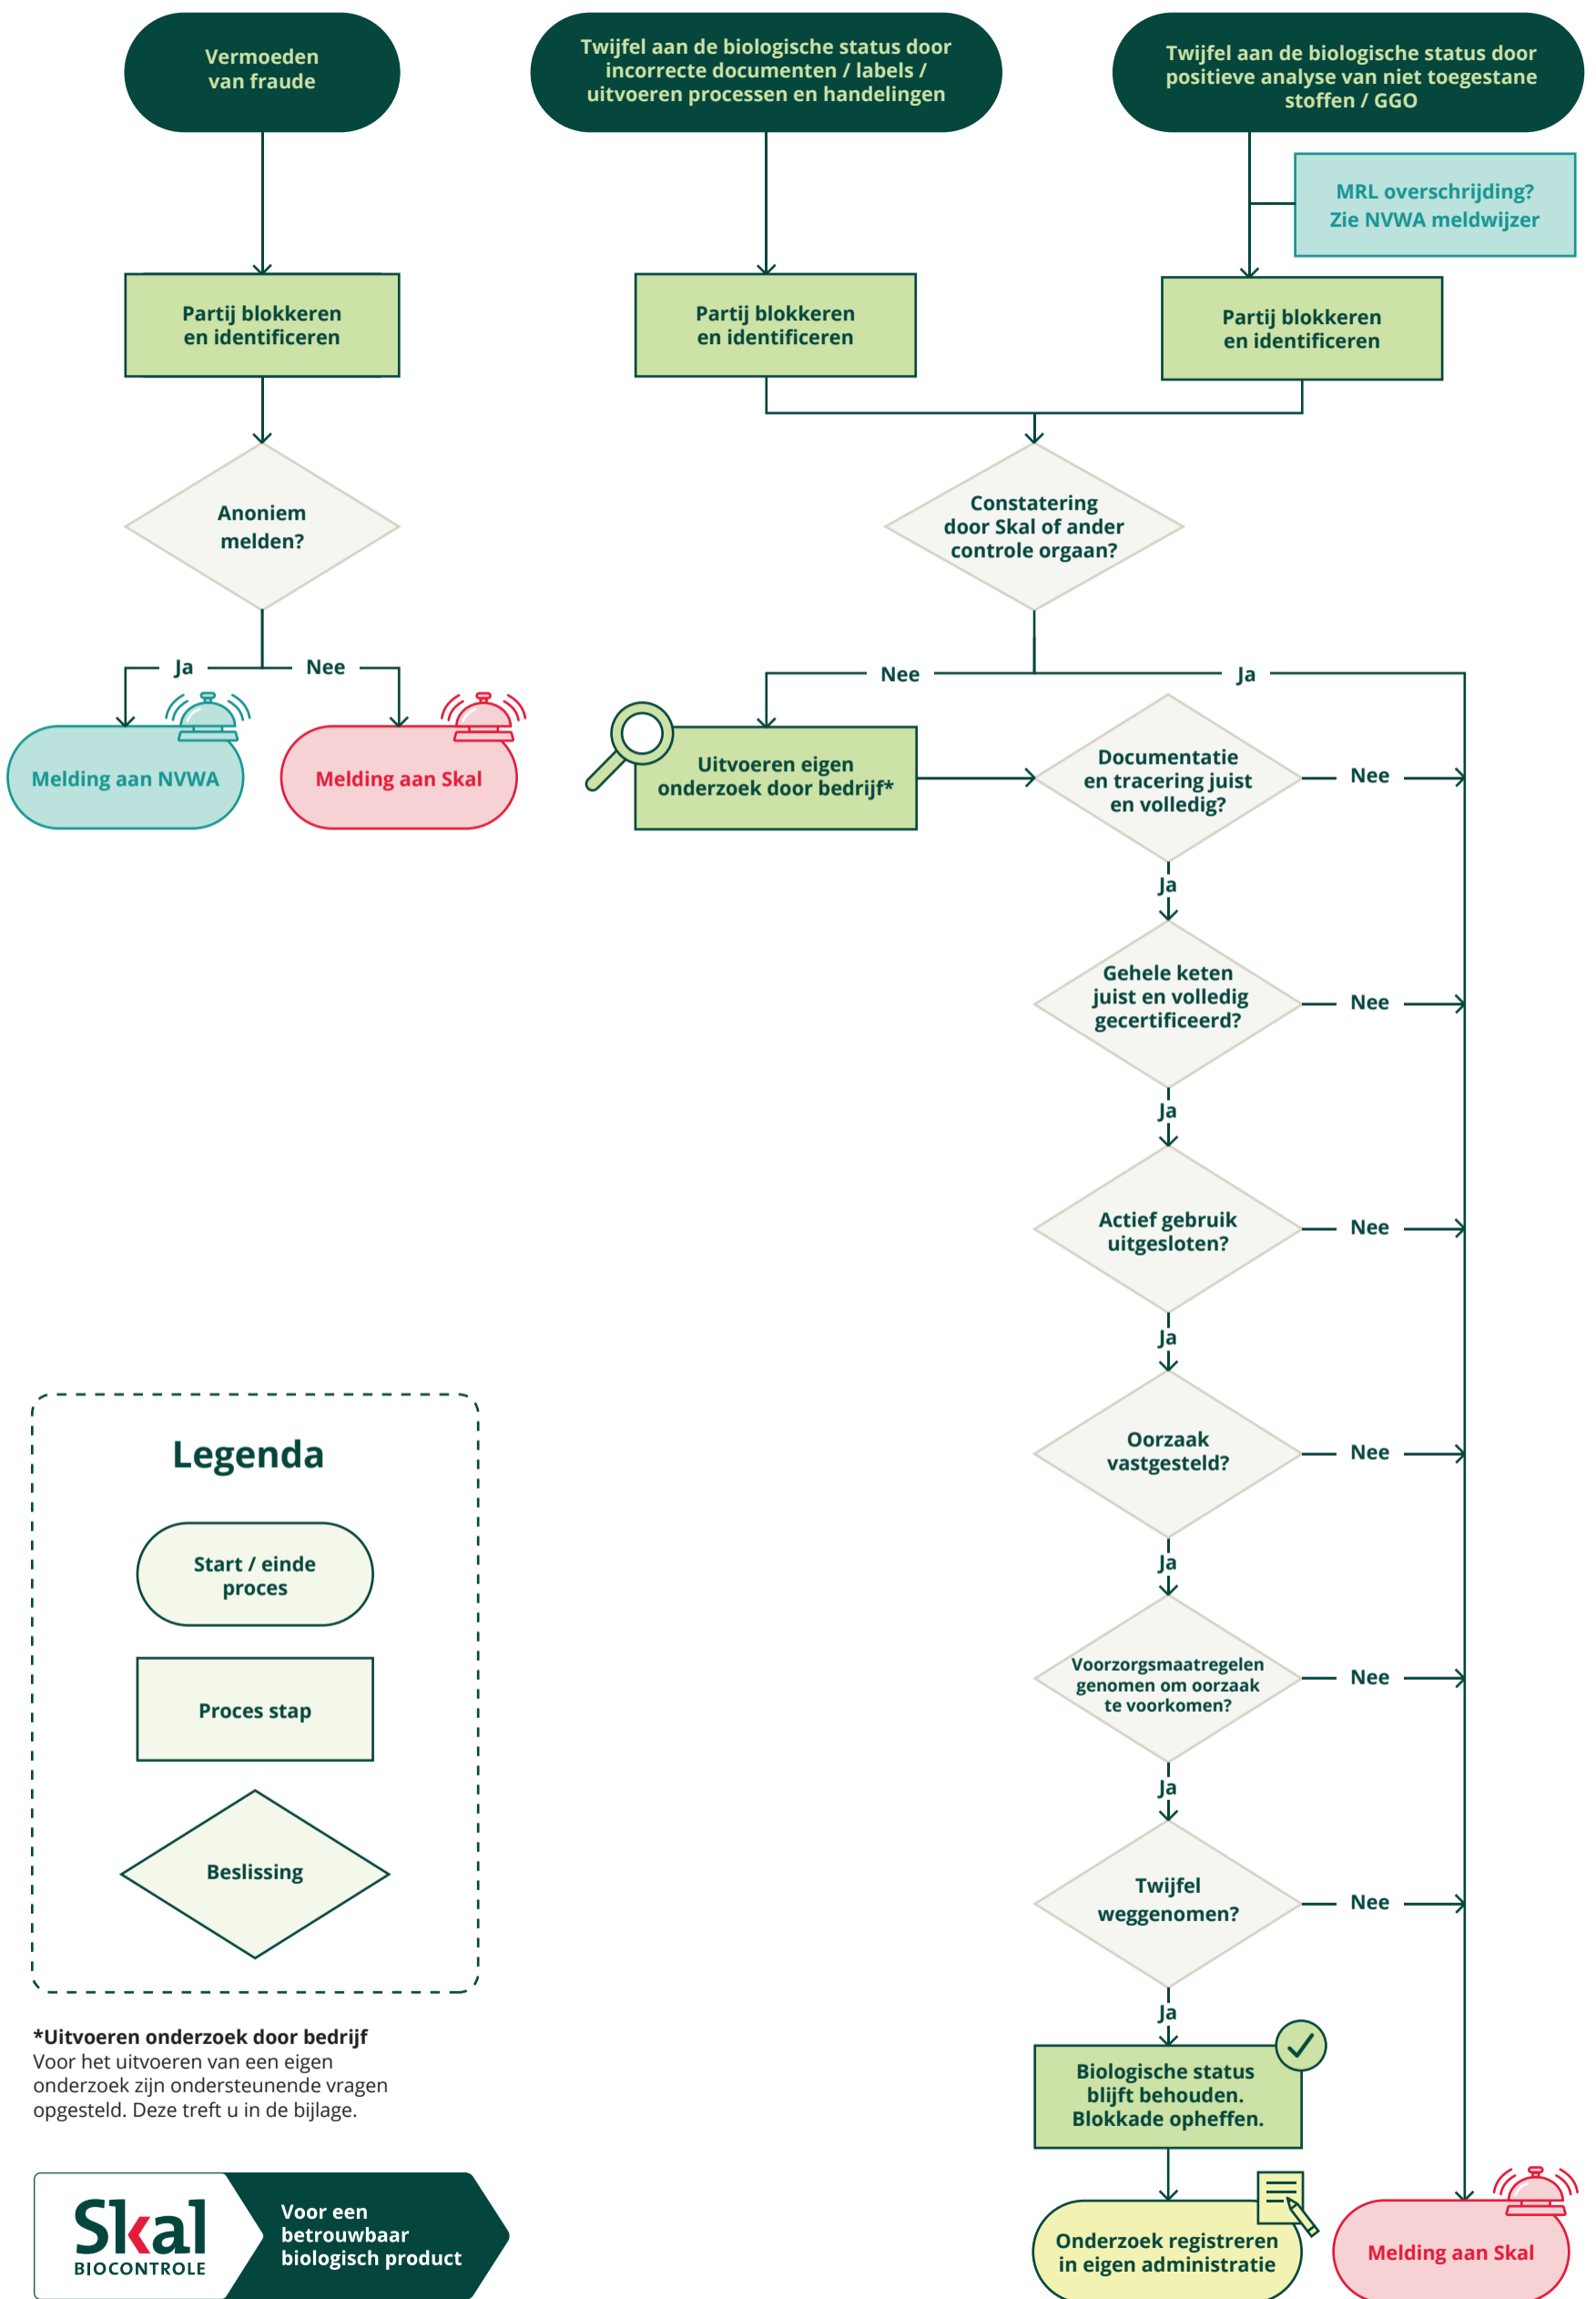 Vermoeden
van fraude
Twijfel aan de biologische status door
incorrecte documenten / labels /
uitvoeren processen en handelingen
Twijfel aan de biologische status door
positieve analyse van niet toegestane
stoffen / GGO
MRL overschrijding?
Zie NVWA meldwijzer
Partij blokkeren
en identificeren
Partij blokkeren
en identificeren
Partij blokkeren
en identificeren
Anoniem
melden?
Constatering
door Skal of ander
controle orgaan?
Ja
Nee
Nee
Ja
Melding aan NVWA
Melding aan Skal
Uitvoeren eigen
onderzoek door bedrijf*
Documentatie
en tracering juist
en volledig?
Nee
Ja
Gehele keten
juist en volledig
gecertificeerd?
Nee
Ja
Actief gebruik
uitgesloten?
Nee
Ja
Oorzaak
vastgesteld?
Nee
Ja
Voorzorgsmaatregelen
genomen om oorzaak
te voorkomen?
Nee
Ja
Twijfel
weggenomen?
Nee
Ja
Biologische status
blijft behouden.
Blokkade opheffen.
Onderzoek registreren
in eigen administratie
Melding aan Skal
Legenda
Start / einde
proces
Proces stap
Beslissing
*Uitvoeren onderzoek door bedrijf
Voor het uitvoeren van een eigen
onderzoek zijn ondersteunende vragen
opgesteld. Deze treft u in de bijlage.
Skal
BIOCONTROLE
Voor een
betrouwbaar
biologisch product